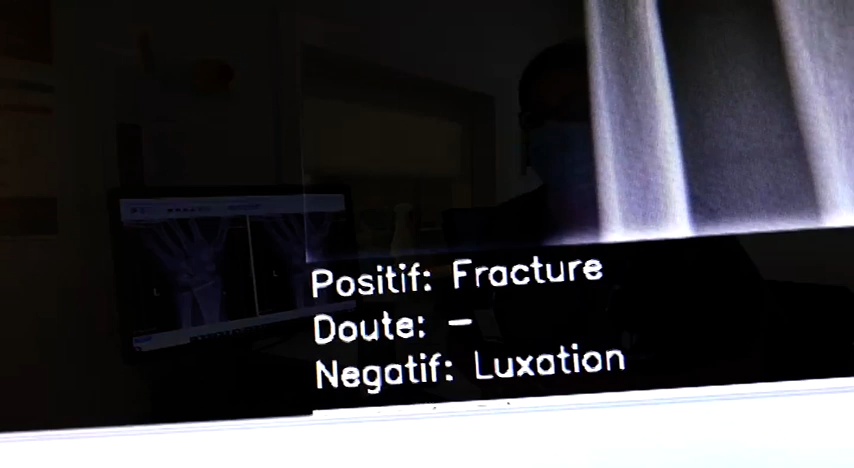 Positif: Fracture
Doute: –
Negatif: Luxation